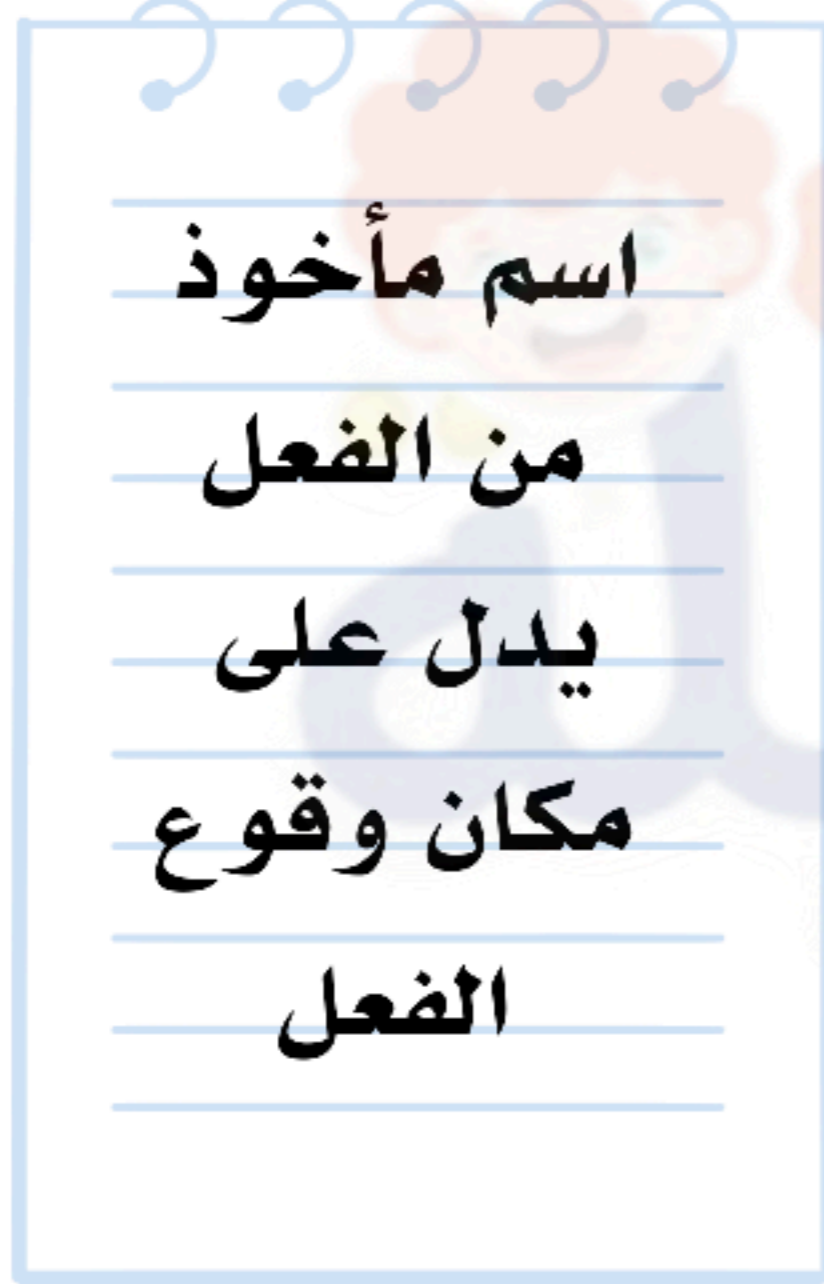 اسم مأخوذ
من الفعل
يدل على
مكان وقوع
الفعل